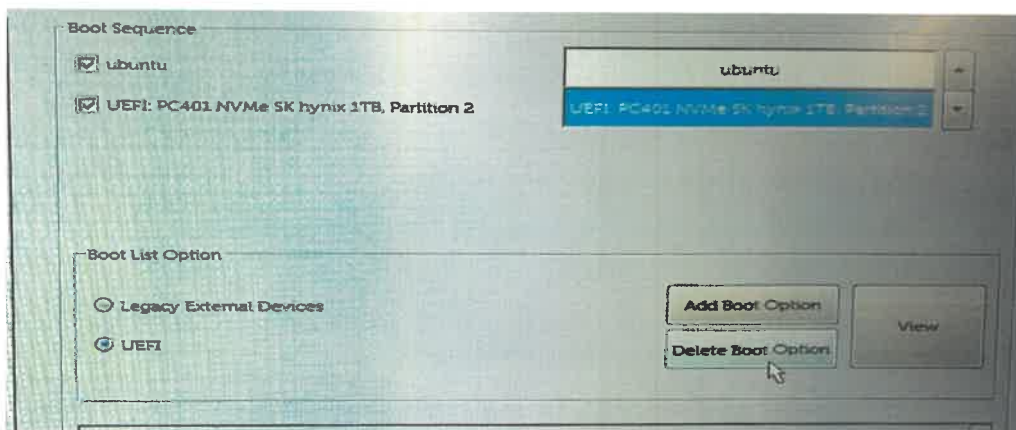 Boot Sequence
ubuntu
ubuntu
UEFI: PC401 NVMe SK hynix 1TB, Partition 2
UEFI: PC401 NVMe SK hynix 1TB, Partition 2
Boot List Option
Legacy External Devices
Add Boot Option
View
UEFI
Delete Boot Option